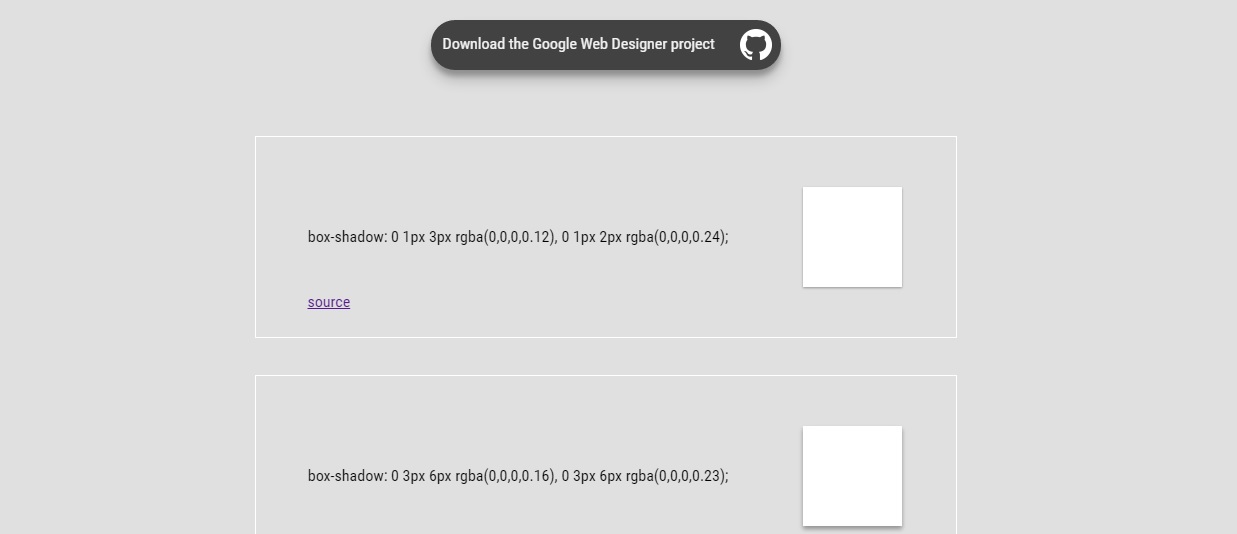 Download the Google Web Designer project
box-shadow: 0 1px 3px rgba(0,0,0,0.12), 0 1px 2px rgba(0,0,0,0.24);
source
box-shadow: 0 3px 6px rgba(0,0,0,0.16), 0 3px 6px rgba(0,0,0,0.23);